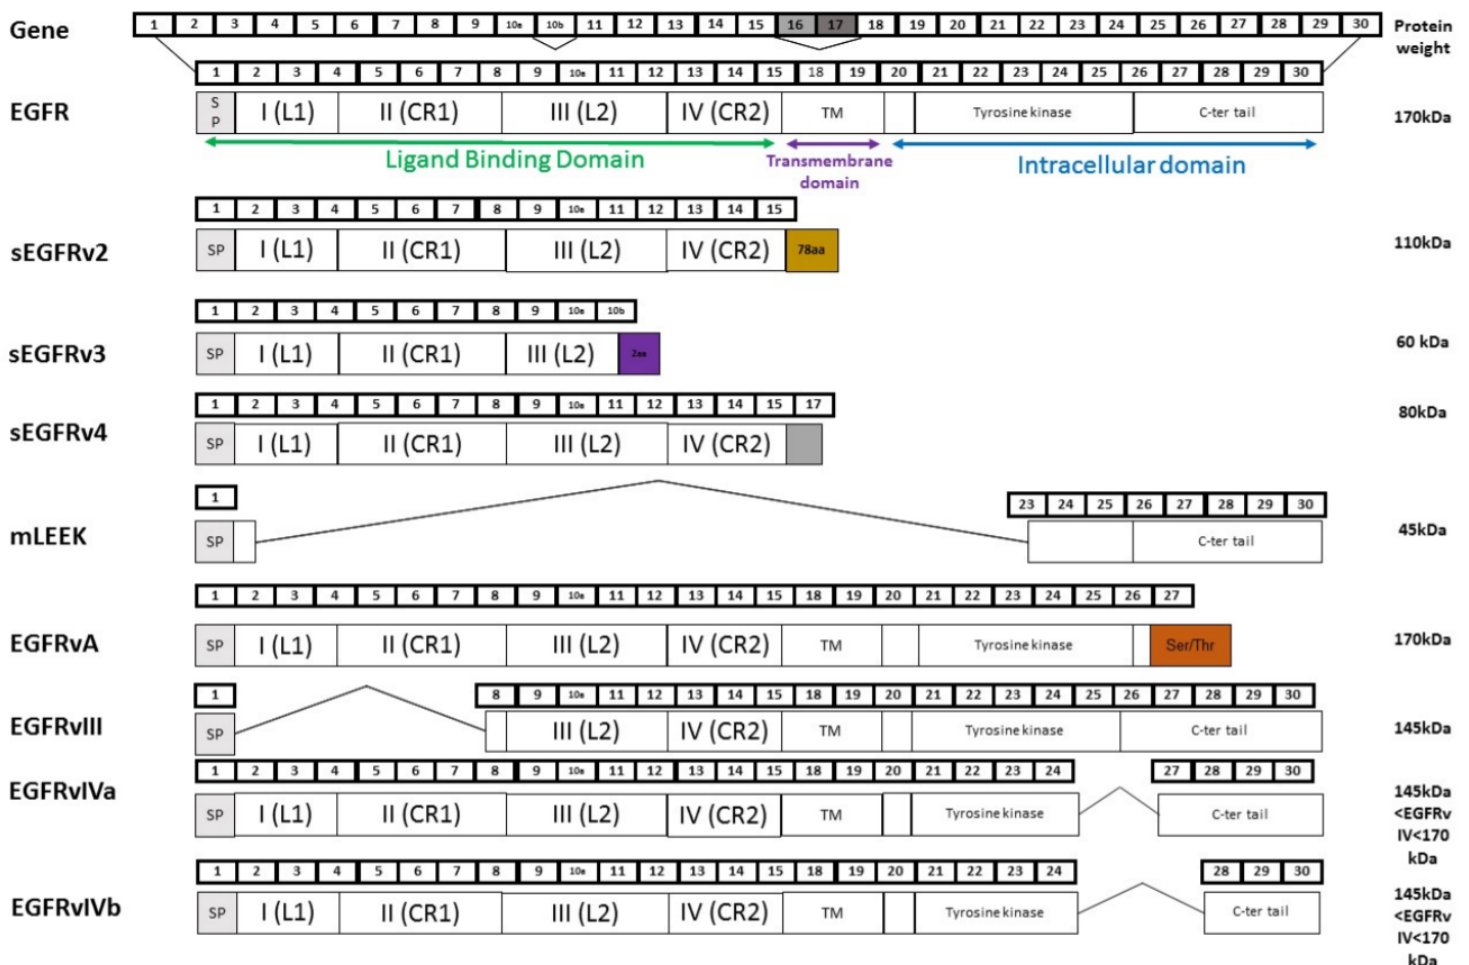 Gene
1 2 3 4 5 6 7 8 9 10a 10b 11 12 13 14 15 16 17 18 19 20 21 22 23 24 25 26 27 28 29 30
Protein
weight
1 2 3 4 5 6 7 8 9 10a 11 12 13 14 15 18 19 20 21 22 23 24 25 26 27 28 29 30
EGFR
S
P
I (L1) II (CR1) III (L2) IV (CR2) TM Tyrosine kinase C-ter tail
170kDa
Ligand Binding Domain
Transmembrane
domain
Intracellular domain
1 2 3 4 5 6 7 8 9 10a 11 12 13 14 15
sEGFRv2
SP I (L1) II (CR1) III (L2) IV (CR2) 78aa
110kDa
1 2 3 4 5 6 7 8 9 10a 10b
sEGFRv3
SP I (L1) II (CR1) III (L2) 2aa
60 kDa
1 2 3 4 5 6 7 8 9 10a 11 12 13 14 15 17
sEGFRv4
SP I (L1) II (CR1) III (L2) IV (CR2)
80kDa
1 23 24 25 26 27 28 29 30
mLEEK
SP C-ter tail
45kDa
1 2 3 4 5 6 7 8 9 10a 11 12 13 14 15 18 19 20 21 22 23 24 25 26 27
EGFRvA
SP I (L1) II (CR1) III (L2) IV (CR2) TM Tyrosine kinase Ser/Thr
170kDa
1 8 9 10a 11 12 13 14 15 18 19 20 21 22 23 24 25 26 27 28 29 30
EGFRvIII
SP III (L2) IV (CR2) TM Tyrosine kinase C-ter tail
145kDa
1 2 3 4 5 6 7 8 9 10a 11 12 13 14 15 18 19 20 21 22 23 24 27 28 29 30
EGFRvIVa
SP I (L1) II (CR1) III (L2) IV (CR2) TM Tyrosine kinase C-ter tail
145kDa
<EGFRv
IV<170
kDa
1 2 3 4 5 6 7 8 9 10a 11 12 13 14 15 18 19 20 21 22 23 24 28 29 30
EGFRvIVb
SP I (L1) II (CR1) III (L2) IV (CR2) TM Tyrosine kinase C-ter tail
145kDa
<EGFRv
IV<170
kDa